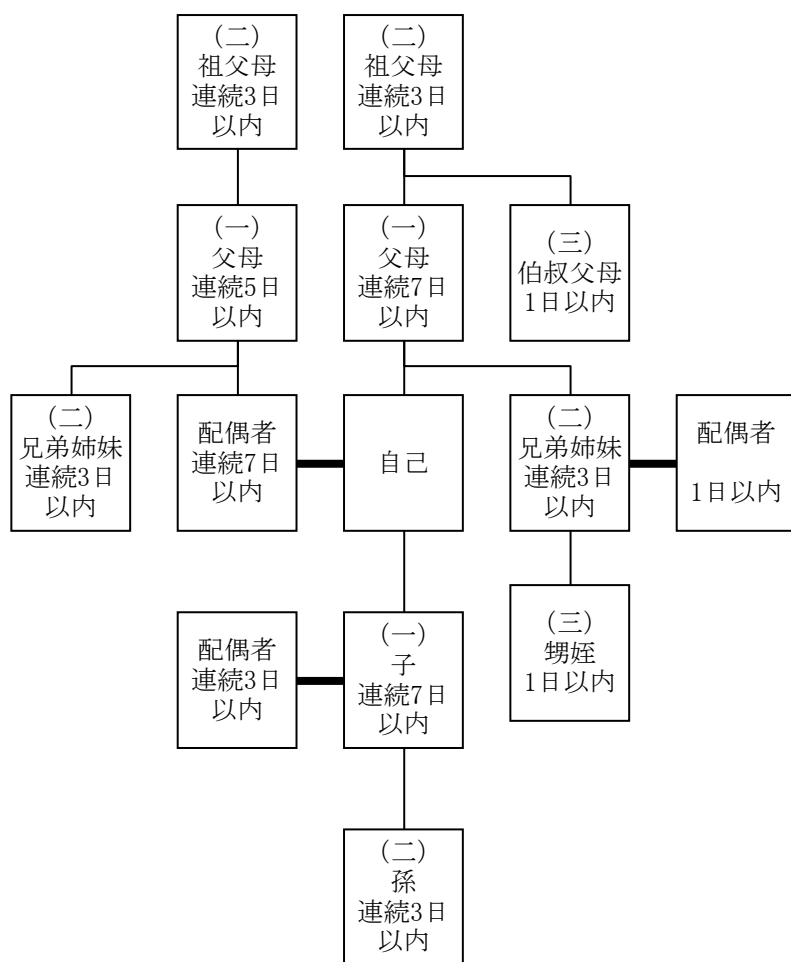 (二)
祖父母
連続3日
以内
(二)
祖父母
連続3日
以内
(一)
父母
連続5日
以内
(一)
父母
連続7日
以内
(三)
伯叔父母
1日以内
(二)
兄弟姉妹
連続3日
以内
配偶者
連続7日
以内
自己
(二)
兄弟姉妹
連続3日
以内
配偶者
1日以内
配偶者
連続3日
以内
(一)
子
連続7日
以内
(三)
甥姪
1日以内
(二)
孫
連続3日
以内